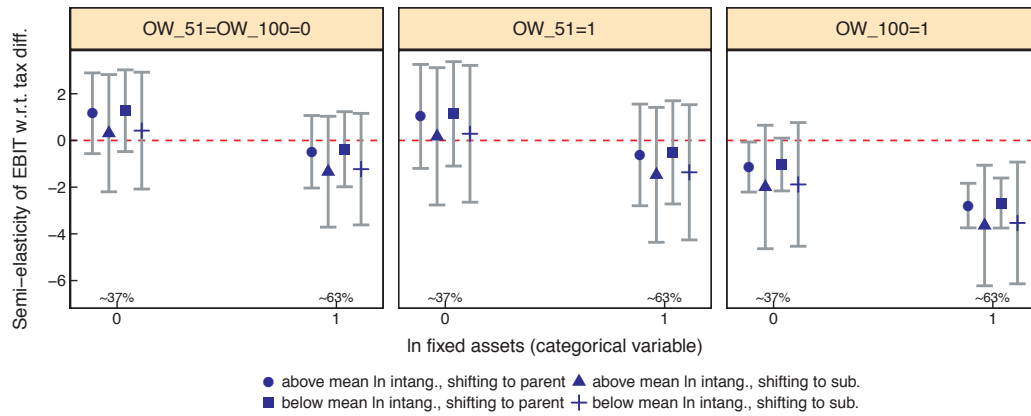 OW_51=OW_100=0
OW_51=1
OW_100=1
Semi−elasticity of EBIT w.r.t. tax diff.
2
0
−2
−4
−6
~37%
~63%
~37%
~63%
~37%
~63%
0
1
0
1
0
1
ln fixed assets (categorical variable)
above mean ln intang., shifting to parent
above mean ln intang., shifting to sub.
below mean ln intang., shifting to parent
below mean ln intang., shifting to sub.